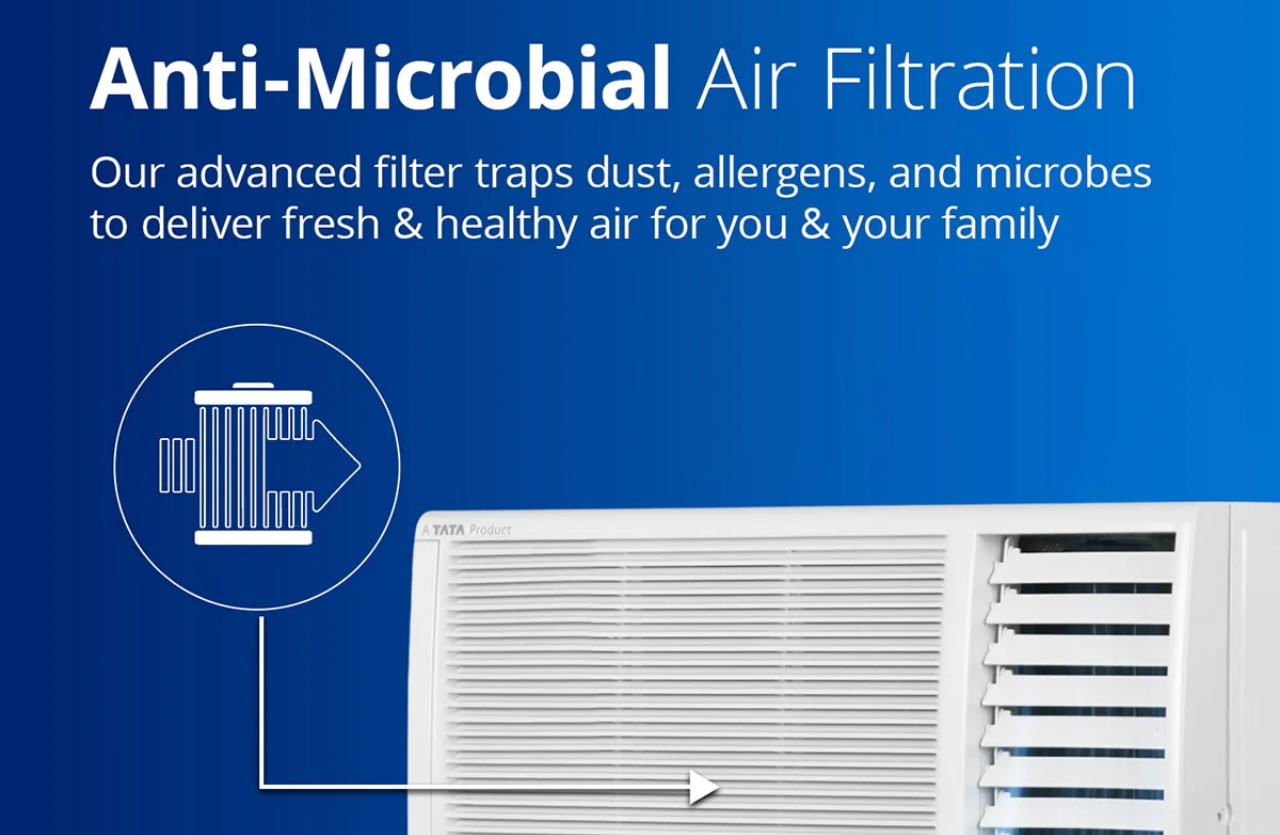 Anti-Microbial Air Filtration
Our advanced filter traps dust, allergens, and microbes
to deliver fresh & healthy air for you & your family
A TATA Product